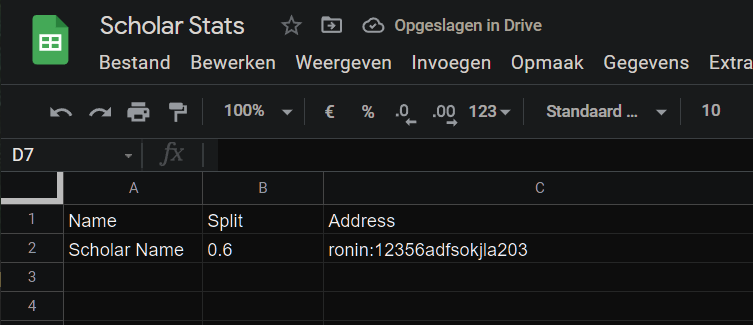 Scholar Stats Opgeslagen in Drive
Bestand Bewerken Weergeven Invoegen Opmaak Gegevens Extra
100% € % .0 .00 123 Standaard ... 10
D7 fx
A B C
1 Name Split Address
2 Scholar Name 0.6 ronin:12356adfsokjla203
3
4